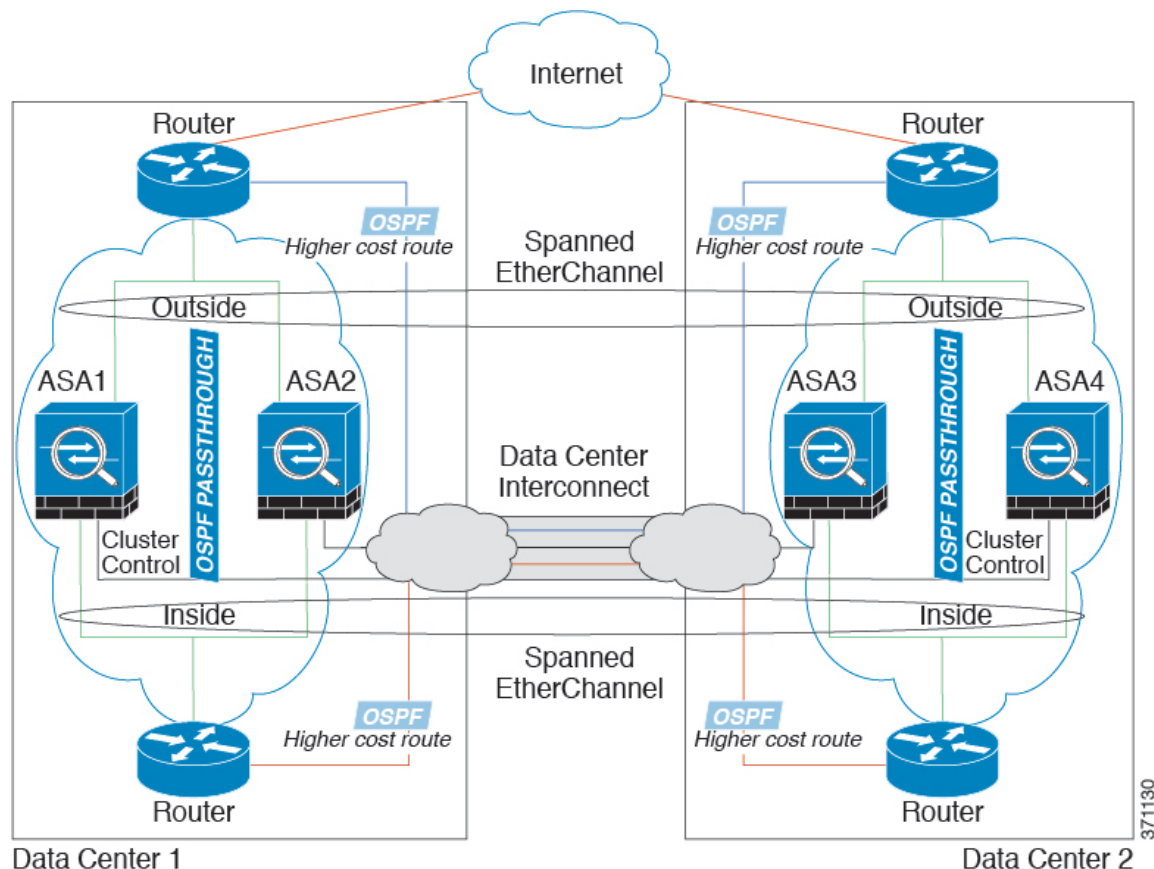 Internet
Router
Router
OSPF
Higher cost route
Spanned
EtherChannel
OSPF
Higher cost route
Outside
Outside
ASA1
OSPF PASSTHROUGH
ASA2
ASA3
OSPF PASSTHROUGH
ASA4
Data Center
Interconnect
Cluster
Control
Cluster
Control
Inside
Inside
Spanned
EtherChannel
OSPF
Higher cost route
OSPF
Higher cost route
Router
Router
371130
Data Center 1
Data Center 2